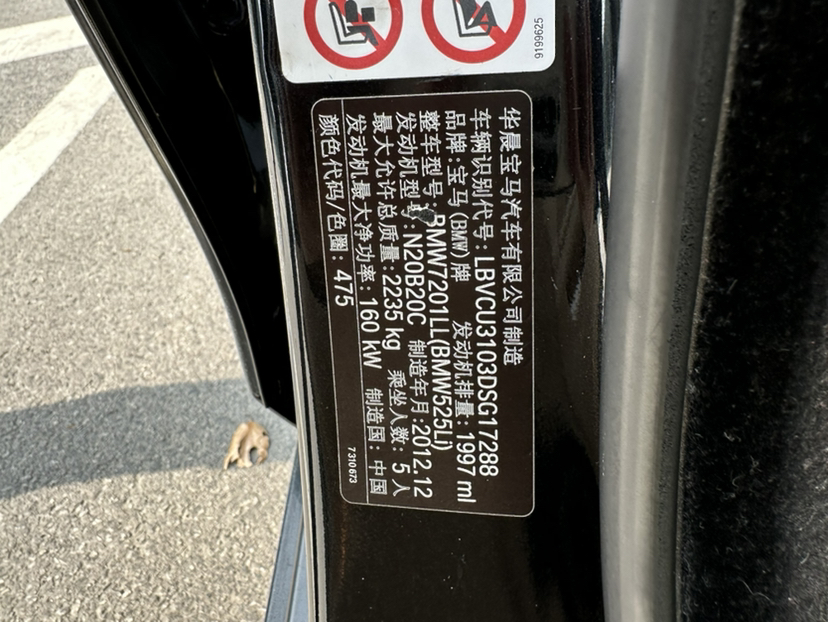 9199625
华晨宝马汽车有限公司制造
车辆识别代号：LBVCU3103DSG17288
品牌：宝马(BMW)牌 发动机排量：1997 ml
整车型号：BMW7201LL(BMW525Li)
发动机型号：N20B20C 制造年月：2012.12
最大允许总质量：2235 kg 乘坐人数：5 人
发动机最大净功率：160 kW 制造国：中国
颜色代码/色圈：475
7310673